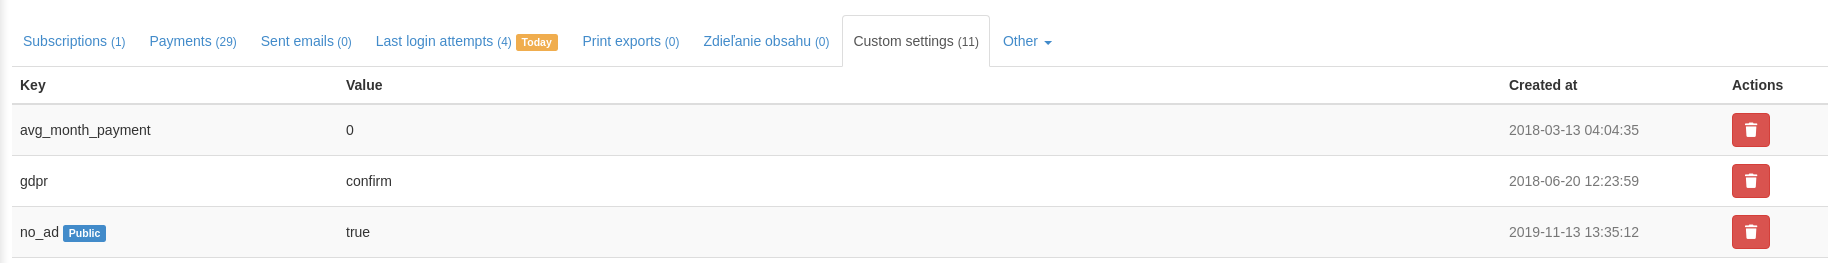 Subscriptions (1) Payments (29) Sent emails (0) Last login attempts (4) Today Print exports (0) Zdieľanie obsahu (0) Custom settings (11) Other
Key Value Created at Actions
avg_month_payment 0 2018-03-13 04:04:35
gdpr confirm 2018-06-20 12:23:59
no_ad Public true 2019-11-13 13:35:12